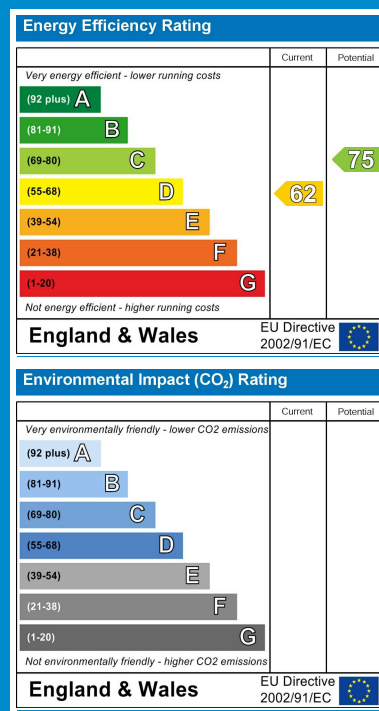 Energy Efficiency Rating
Current Potential
Very energy efficient - lower running costs
(92 plus) A
(81-91) B
(69-80) C 75
(55-68) D 62
(39-54) E
(21-38) F
(1-20) G
Not energy efficient - higher running costs
England & Wales
EU Directive
2002/91/EC
Environmental Impact (CO₂) Rating
Current Potential
Very environmentally friendly - lower CO2 emissions
(92 plus) A
(81-91) B
(69-80) C
(55-68) D
(39-54) E
(21-38) F
(1-20) G
Not environmentally friendly - higher CO2 emissions
England & Wales
EU Directive
2002/91/EC